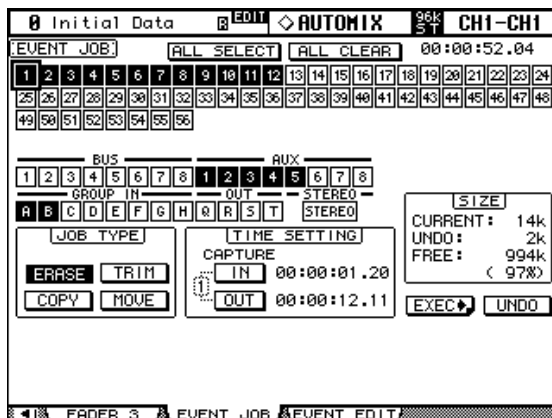 0 Initial Data R EDIT ◇AUTOMIX 96k ST CH1-CH1
EVENT JOB ALL SELECT ALL CLEAR 00:00:52.04
1 2 3 4 5 6 7 8 9 10 11 12 13 14 15 16 17 18 19 20 21 22 23 24
25 26 27 28 29 30 31 32 33 34 35 36 37 38 39 40 41 42 43 44 45 46 47 48
49 50 51 52 53 54 55 56
BUS AUX
1 2 3 4 5 6 7 8 1 2 3 4 5 6 7 8
GROUP IN OUT STEREO
A B C D E F G H Q R S T STEREO
JOB TYPE
ERASE TRIM
COPY MOVE
TIME SETTING
CAPTURE
1 IN 00:00:01.20
OUT 00:00:12.11
SIZE
CURRENT: 14k
UNDO: 2k
FREE: 994k
( 97%)
EXEC UNDO
FADER 3 EVENT JOB EVENT EDIT